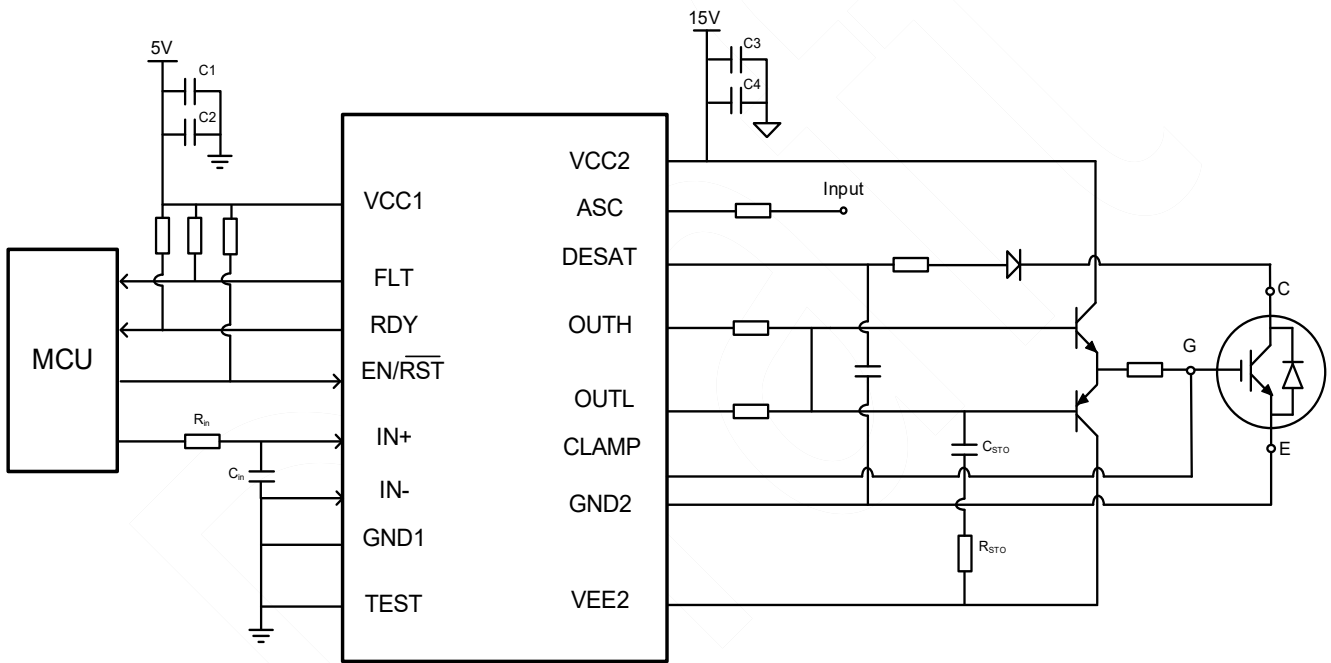 5V
C1
C2
15V
C3
C4
MCU
VCC1
FLT
RDY
EN/RST
IN+
IN-
GND1
TEST
Rin
Cin
VCC2
ASC
DESAT
OUTH
OUTL
CLAMP
GND2
VEE2
Input
CSTO
RSTO
C
G
E